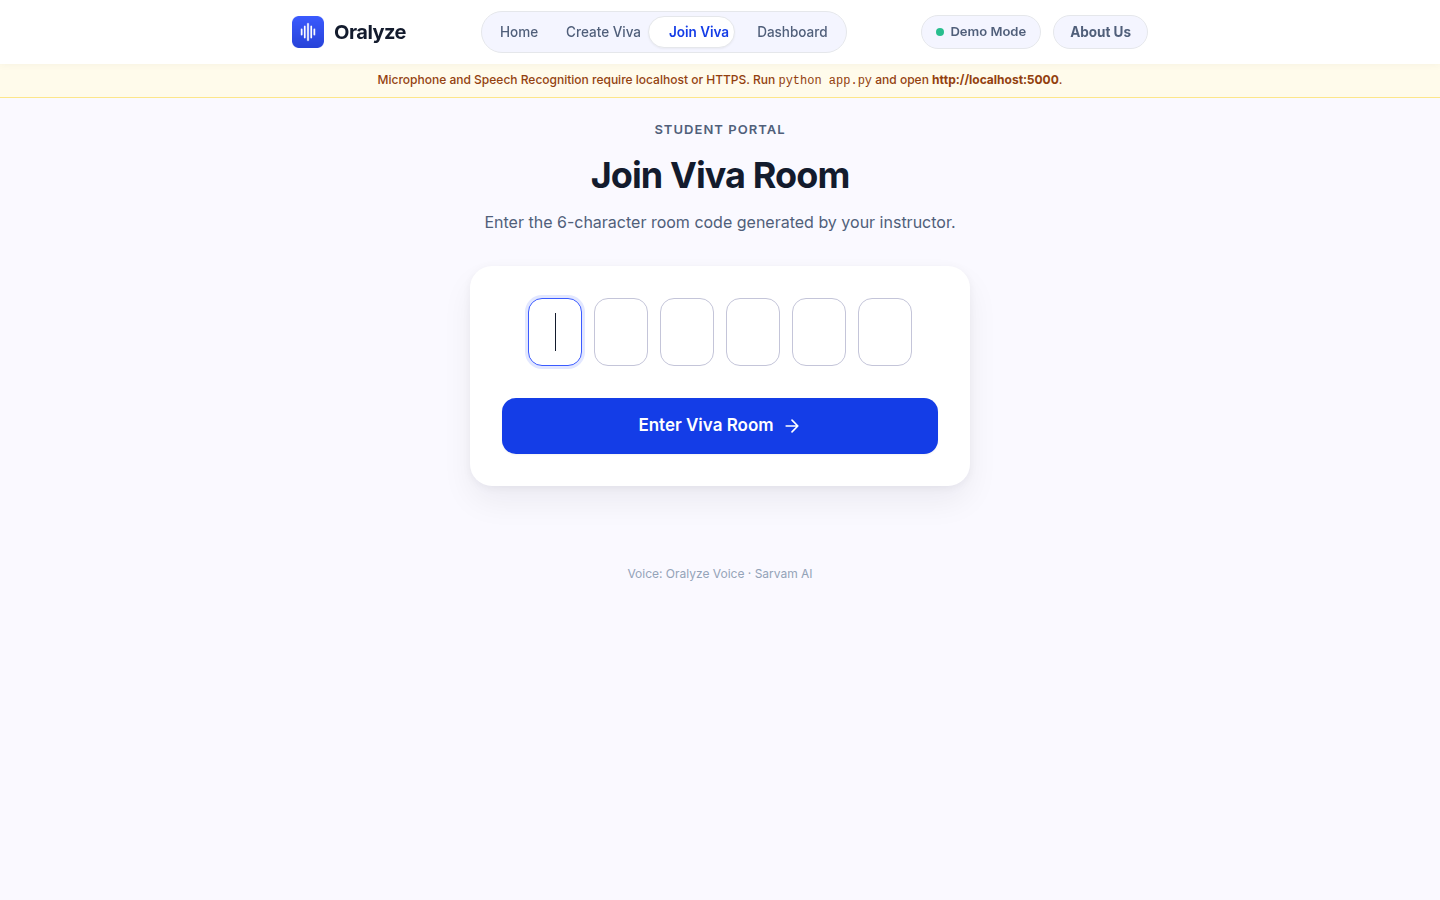 Oralyze
Home
Create Viva
Join Viva
Dashboard
Demo Mode
About Us
Microphone and Speech Recognition require localhost or HTTPS. Run python app.py and open http://localhost:5000.
STUDENT PORTAL
Join Viva Room
Enter the 6-character room code generated by your instructor.
Enter Viva Room →
Voice: Oralyze Voice · Sarvam AI